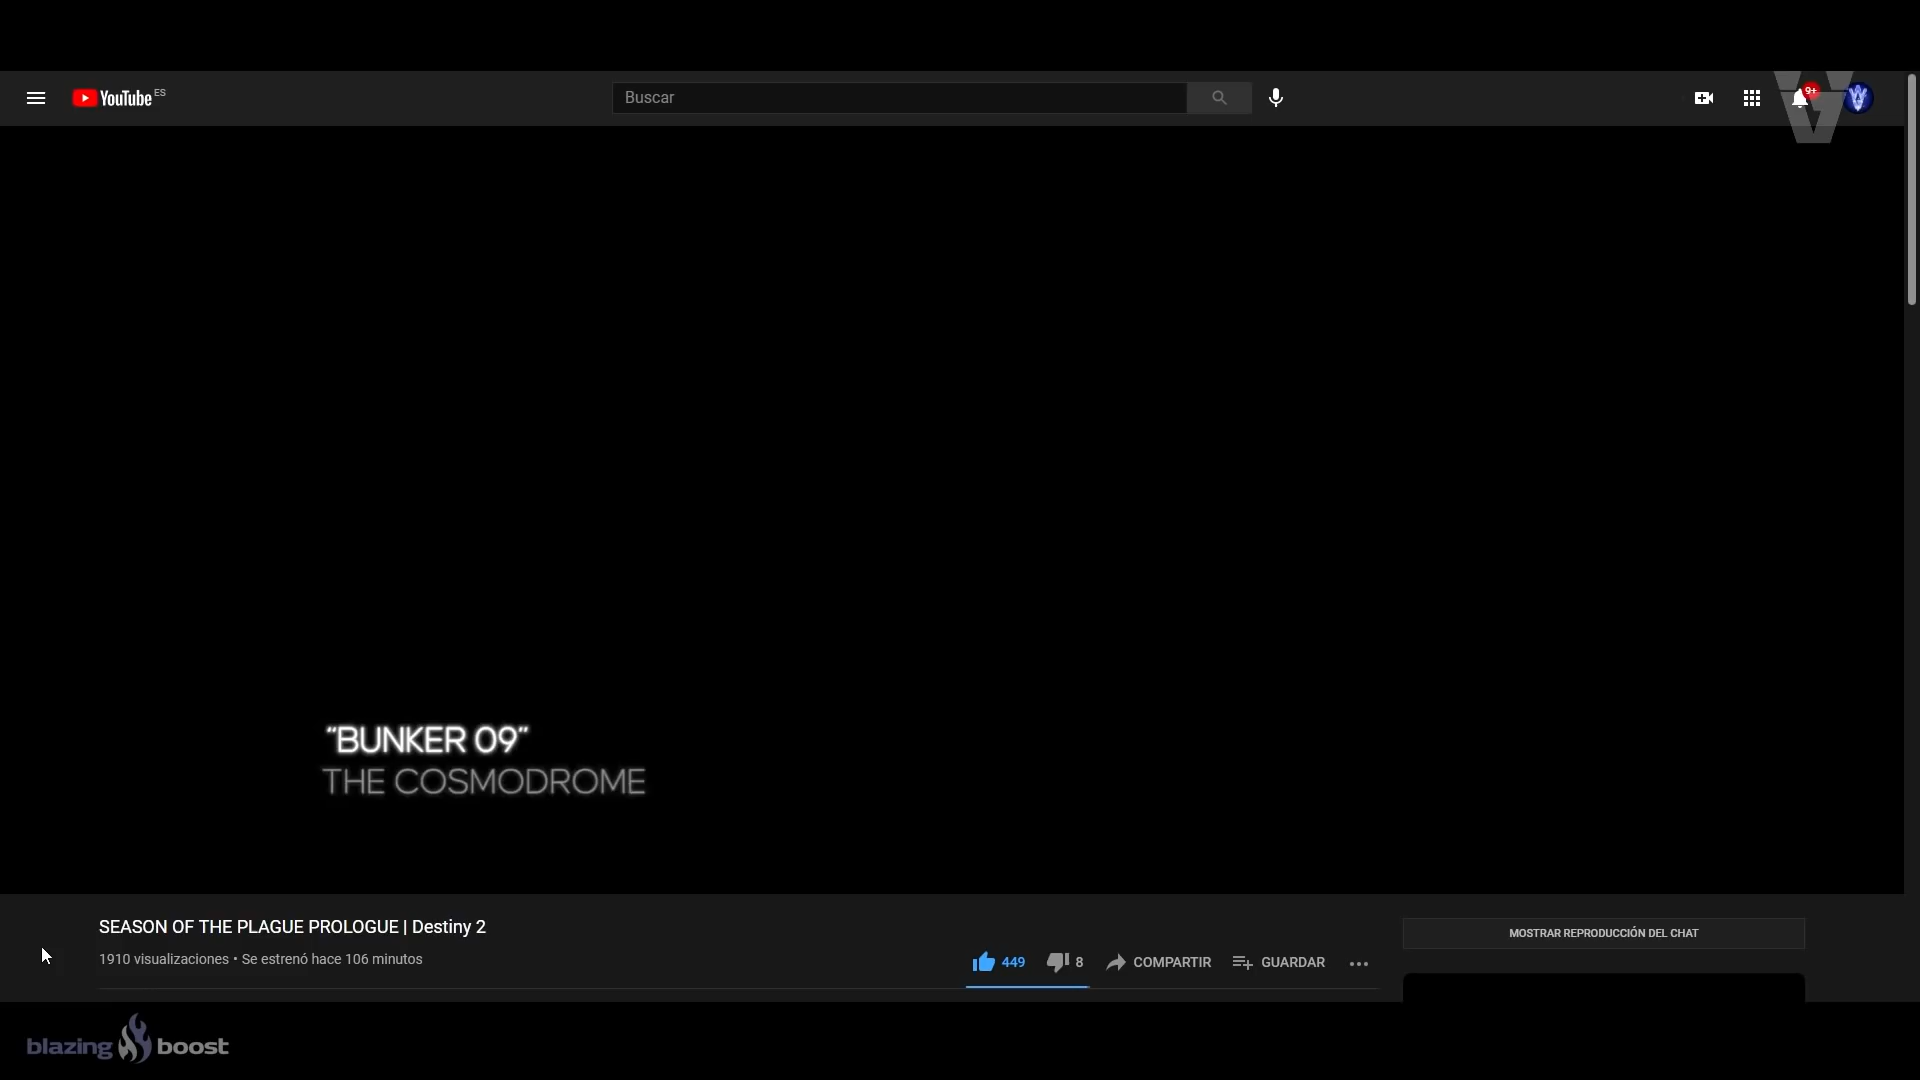 YouTube ES
Buscar
9+
"BUNKER 09"
THE COSMODROME
SEASON OF THE PLAGUE PROLOGUE | Destiny 2
1910 visualizaciones • Se estrenó hace 106 minutos
449
8
COMPARTIR
GUARDAR
MOSTRAR REPRODUCCIÓN DEL CHAT
blazing boost